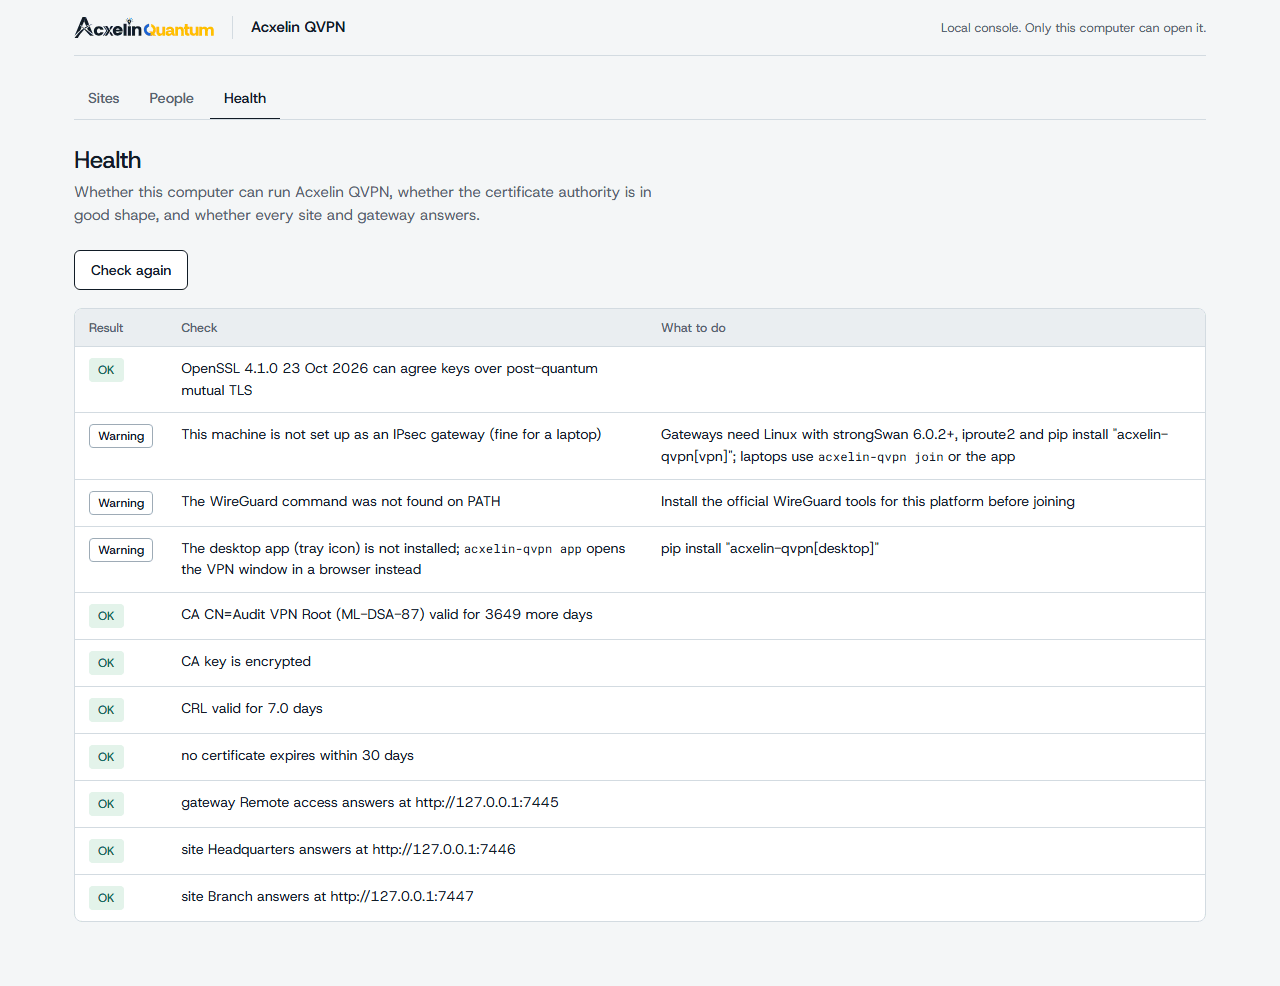 AcxelinQuantum
Acxelin QVPN
Local console. Only this computer can open it.
Sites
People
Health
Health
Whether this computer can run Acxelin QVPN, whether the certificate authority is in
good shape, and whether every site and gateway answers.
Check again
Result
Check
What to do
OK
OpenSSL 4.1.0 23 Oct 2026 can agree keys over post-quantum
mutual TLS
Warning
This machine is not set up as an IPsec gateway (fine for a laptop)
Gateways need Linux with strongSwan 6.0.2+, iproute2 and pip install "acxelin-
qvpn[vpn]"; laptops use acxelin-qvpn join or the app
Warning
The WireGuard command was not found on PATH
Install the official WireGuard tools for this platform before joining
Warning
The desktop app (tray icon) is not installed; acxelin-qvpn app opens
the VPN window in a browser instead
pip install "acxelin-qvpn[desktop]"
OK
CA CN=Audit VPN Root (ML-DSA-87) valid for 3649 more days
OK
CA key is encrypted
OK
CRL valid for 7.0 days
OK
no certificate expires within 30 days
OK
gateway Remote access answers at http://127.0.0.1:7445
OK
site Headquarters answers at http://127.0.0.1:7446
OK
site Branch answers at http://127.0.0.1:7447